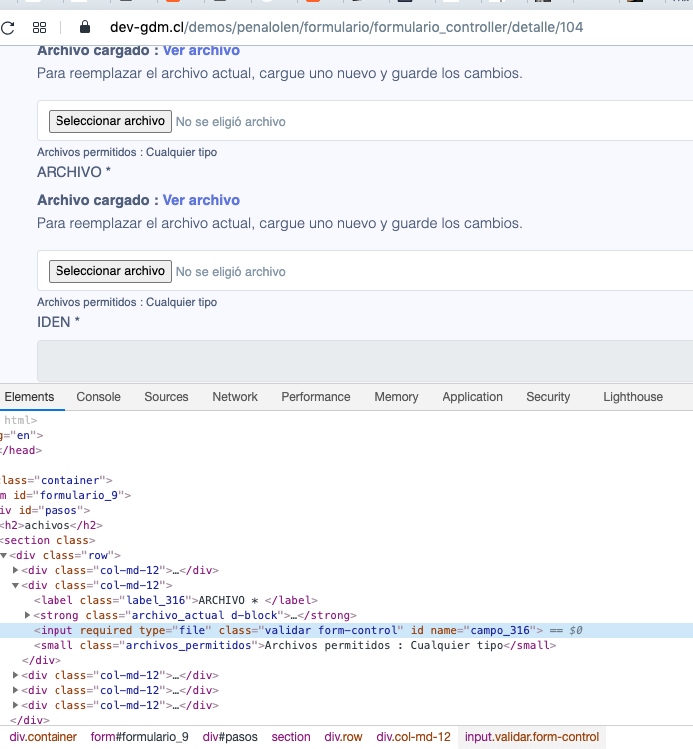 dev-gdm.cl/demos/penalolen/formulario/formulario_controller/detalle/104
Archivo cargado : Ver archivo
Para reemplazar el archivo actual, cargue uno nuevo y guarde los cambios.
Seleccionar archivo No se eligió archivo
Archivos permitidos : Cualquier tipo
ARCHIVO *
Archivo cargado : Ver archivo
Para reemplazar el archivo actual, cargue uno nuevo y guarde los cambios.
Seleccionar archivo No se eligió archivo
Archivos permitidos : Cualquier tipo
IDEN *
Elements Console Sources Network Performance Memory Application Security Lighthouse
html>
g="en">
</head>
class="container">
m id="formulario_9">
iv id="pasos">
<h2>achivos</h2>
<section class>
<div class="row">
<div class="col-md-12">…</div>
<div class="col-md-12">
<label class="label_316">ARCHIVO * </label>
<strong class="archivo_actual d-block">…</strong>
<input required type="file" class="validar form-control" id name="campo_316"> == $0
<small class="archivos_permitidos">Archivos permitidos : Cualquier tipo</small>
</div>
<div class="col-md-12">…</div>
<div class="col-md-12">…</div>
<div class="col-md-12">…</div>
</div>
div.container form#formulario_9 div#pasos section div.row div.col-md-12 input.validar.form-control